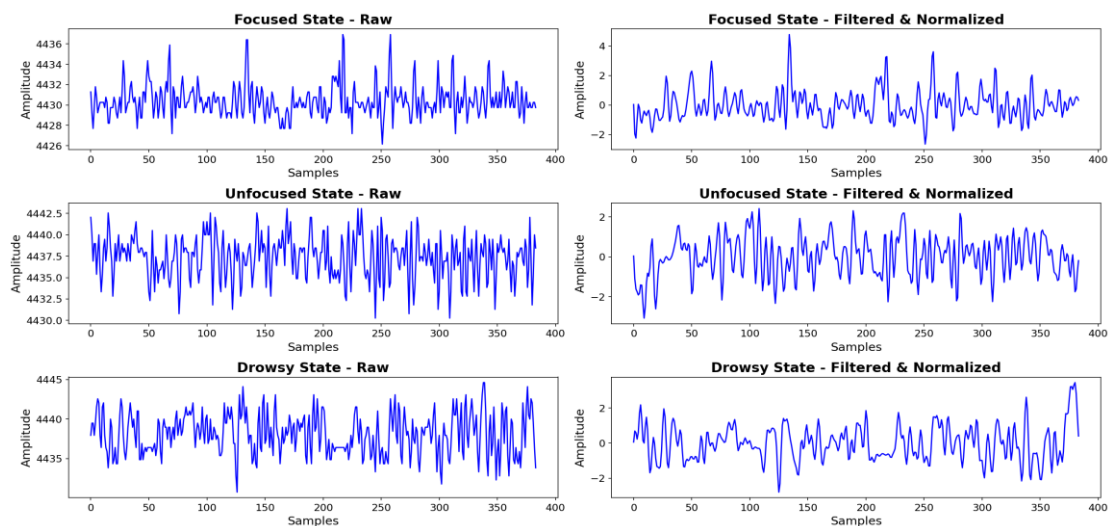 Focused State - Raw
Amplitude
4436
4434
4432
4430
4428
4426
0 50 100 150 200 250 300 350 400
Samples
Focused State - Filtered & Normalized
Amplitude
4
2
0
−2
0 50 100 150 200 250 300 350 400
Samples
Unfocused State - Raw
Amplitude
4442.5
4440.0
4437.5
4435.0
4432.5
4430.0
0 50 100 150 200 250 300 350 400
Samples
Unfocused State - Filtered & Normalized
Amplitude
2
0
−2
0 50 100 150 200 250 300 350 400
Samples
Drowsy State - Raw
Amplitude
4445
4440
4435
0 50 100 150 200 250 300 350 400
Samples
Drowsy State - Filtered & Normalized
Amplitude
2
0
−2
0 50 100 150 200 250 300 350 400
Samples